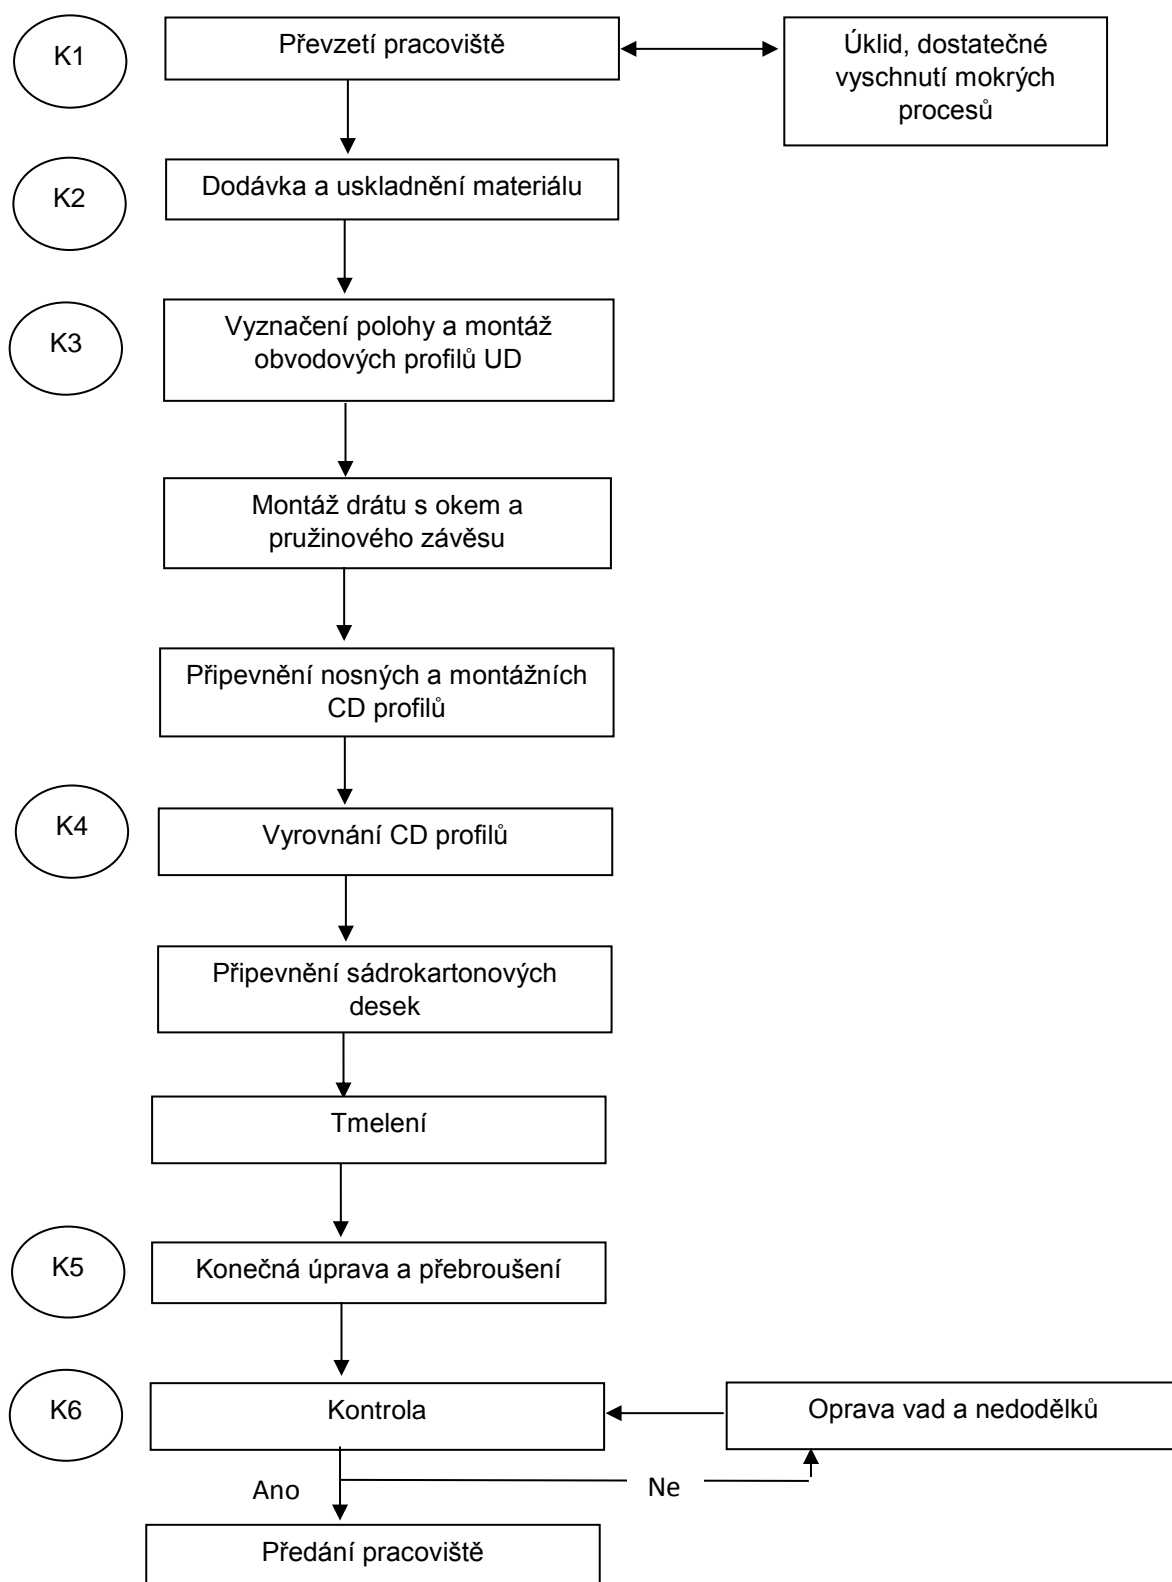 K1
Převzetí pracoviště
Úklid, dostatečné
vyschnutí mokrých
procesů
K2
Dodávka a uskladnění materiálu
K3
Vyznačení polohy a montáž
obvodových profilů UD
Montáž drátu s okem a
pružinového závěsu
Připevnění nosných a montážních
CD profilů
K4
Vyrovnání CD profilů
Připevnění sádrokartonových
desek
Tmelení
K5
Konečná úprava a přebroušení
K6
Kontrola
Oprava vad a nedodělků
Ano
Ne
Předání pracoviště